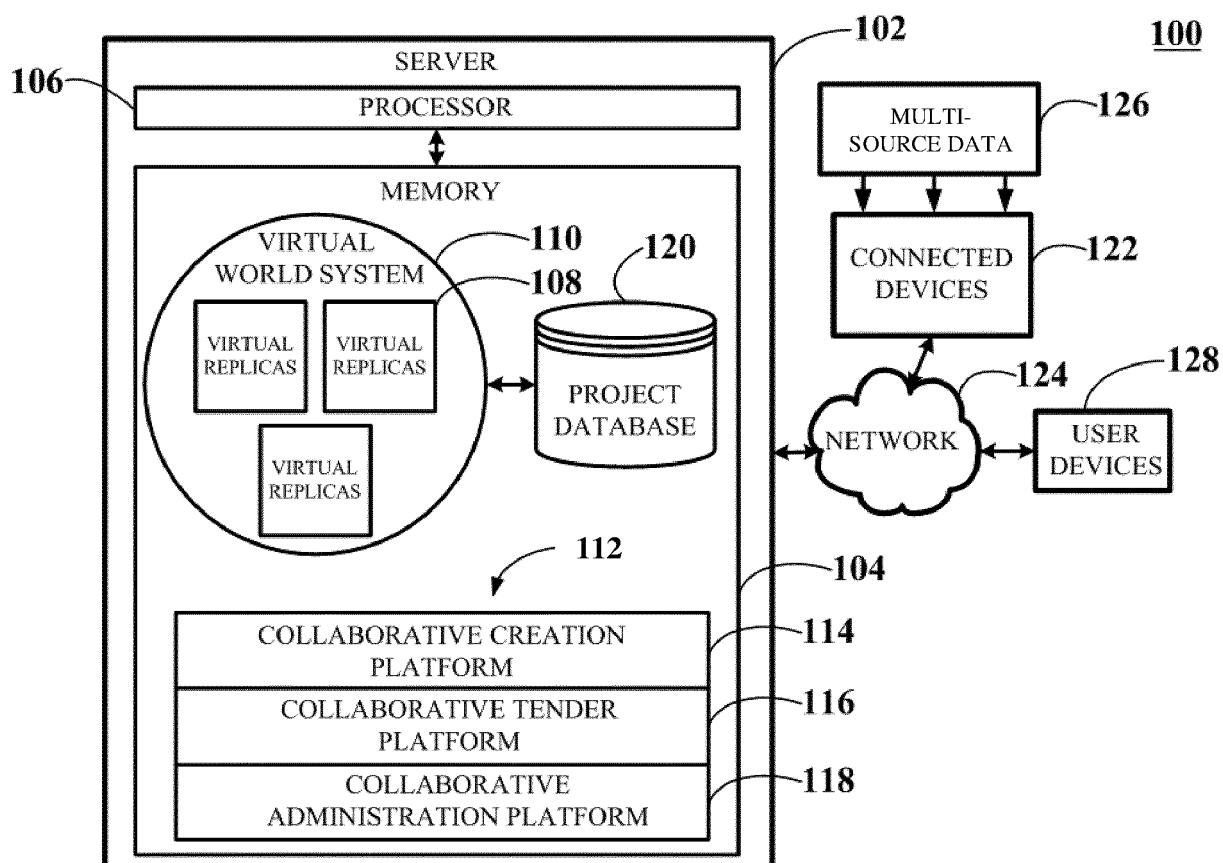 100
102
SERVER
106
PROCESSOR
MULTI-
SOURCE DATA
126
MEMORY
VIRTUAL
WORLD SYSTEM
110
108
120
CONNECTED
DEVICES
122
VIRTUAL
REPLICAS
VIRTUAL
REPLICAS
VIRTUAL
REPLICAS
PROJECT
DATABASE
124
128
NETWORK
USER
DEVICES
112
104
COLLABORATIVE CREATION
PLATFORM
114
COLLABORATIVE TENDER
PLATFORM
116
COLLABORATIVE
ADMINISTRATION PLATFORM
118